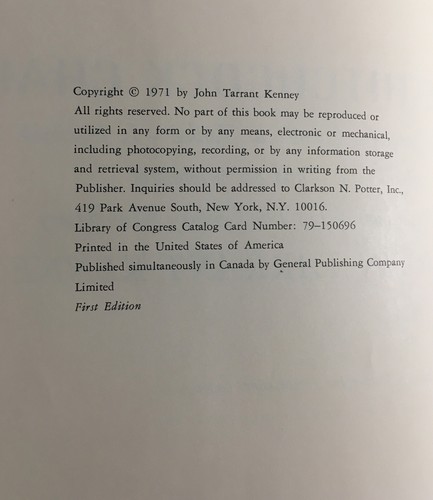 Copyright © 1971 by John Tarrant Kenney
All rights reserved. No part of this book may be reproduced or
utilized in any form or by any means, electronic or mechanical,
including photocopying, recording, or by any information storage
and retrieval system, without permission in writing from the
Publisher. Inquiries should be addressed to Clarkson N. Potter, Inc.,
419 Park Avenue South, New York, N.Y. 10016.
Library of Congress Catalog Card Number: 79–150696
Printed in the United States of America
Published simultaneously in Canada by General Publishing Company
Limited
First Edition